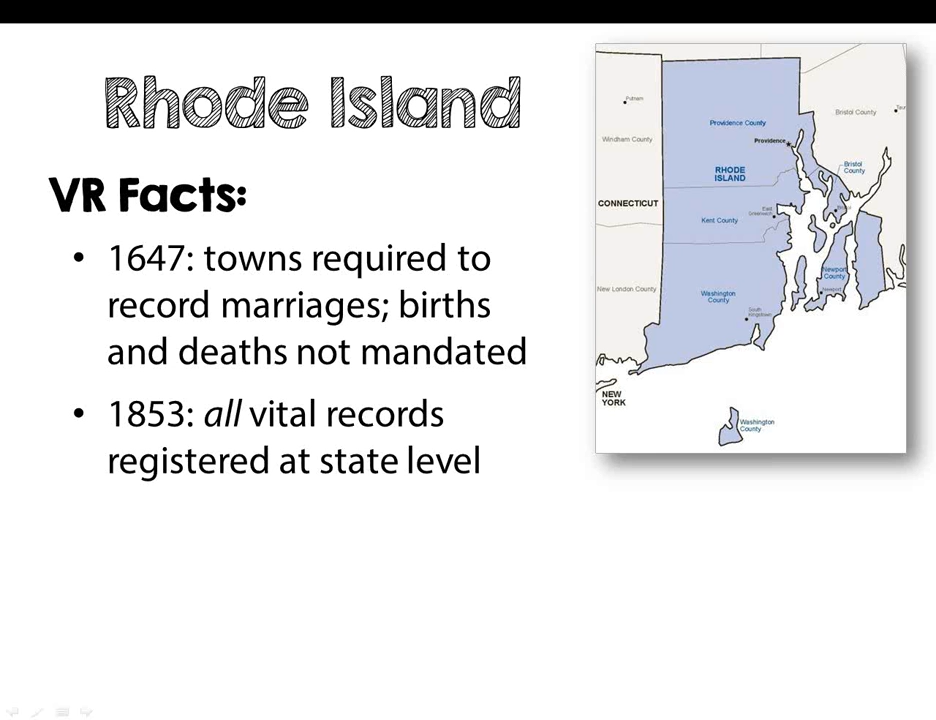 Rhode Island
VR Facts:
• 1647: towns required to
record marriages; births
and deaths not mandated
• 1853: all vital records
registered at state level
Putnam
Bristol County
Providence County
Windham County
Providence
Bristol
County
RHODE
ISLAND
CONNECTICUT
East
Greenwich
Bristol
Kent County
Newport
County
New London County
Washington
County
Newport
South
Kingstown
NEW
YORK
Washington
County